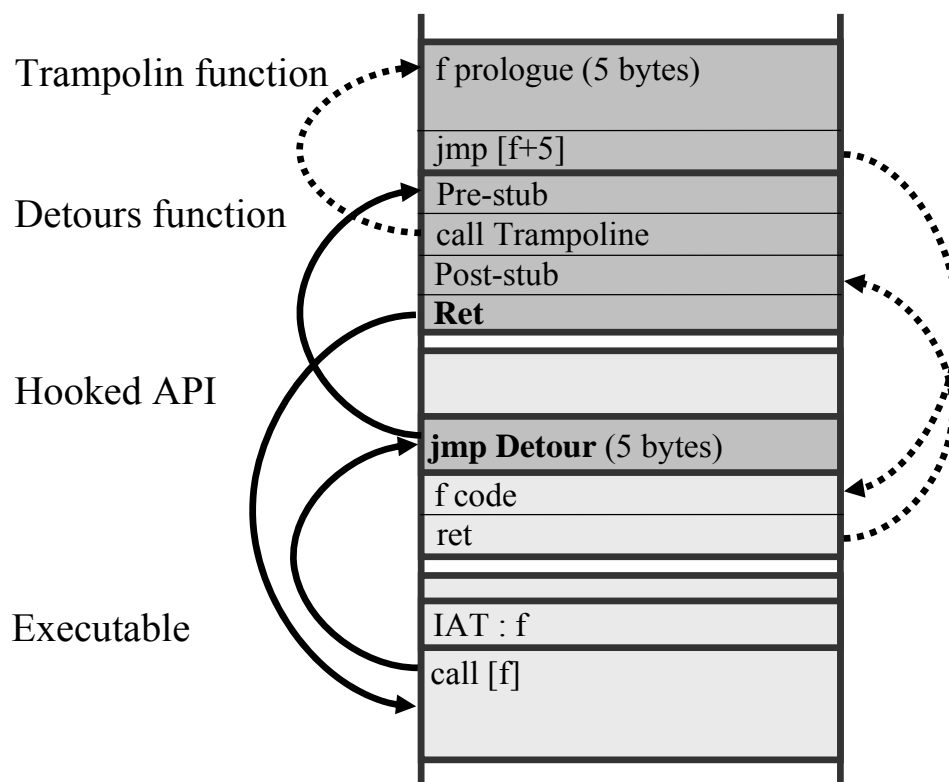 Trampolin function
f prologue (5 bytes)
jmp [f+5]
Detours function
Pre-stub
call Trampoline
Post-stub
Ret
Hooked API
jmp Detour (5 bytes)
f code
ret
Executable
IAT : f
call [f]